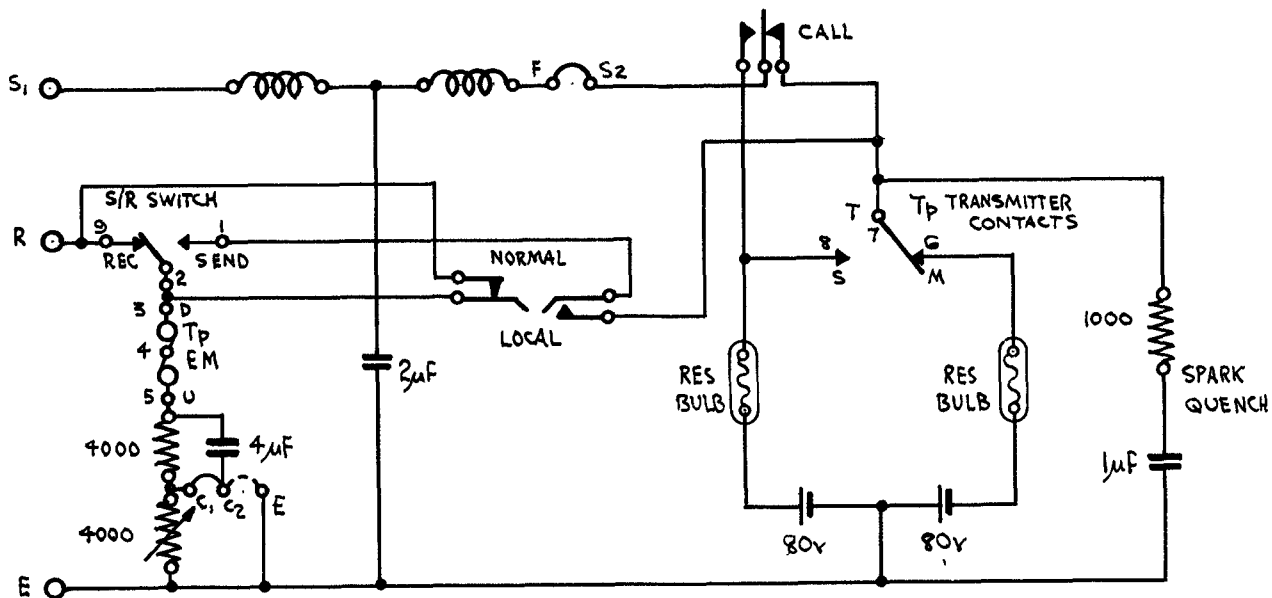 CALL
S1
F
S2
S/R SWITCH
R
9
1
REC
SEND
2
NORMAL
LOCAL
T
7
Tp TRANSMITTER
CONTACTS
8
S
G
M
3
D
Tp
4
EM
5
U
4000
4µF
C1
C2
E
4000
E
2µF
RES
BULB
RES
BULB
80v
80v
1000
SPARK
QUENCH
1µF